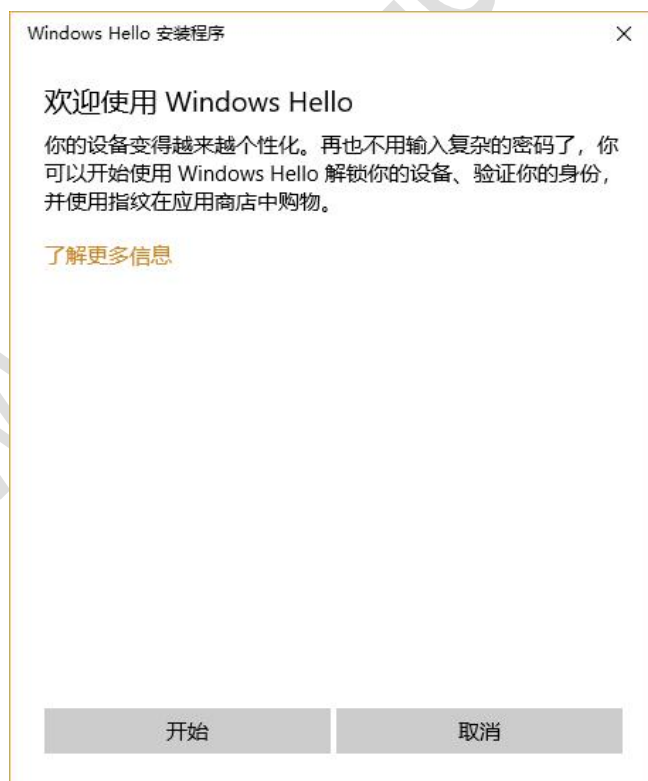 Windows Hello 安装程序
欢迎使用 Windows Hello
你的设备变得越来越个性化。再也不用输入复杂的密码了，你
可以开始使用 Windows Hello 解锁你的设备、验证你的身份，
并使用指纹在应用商店中购物。
了解更多信息
开始 取消